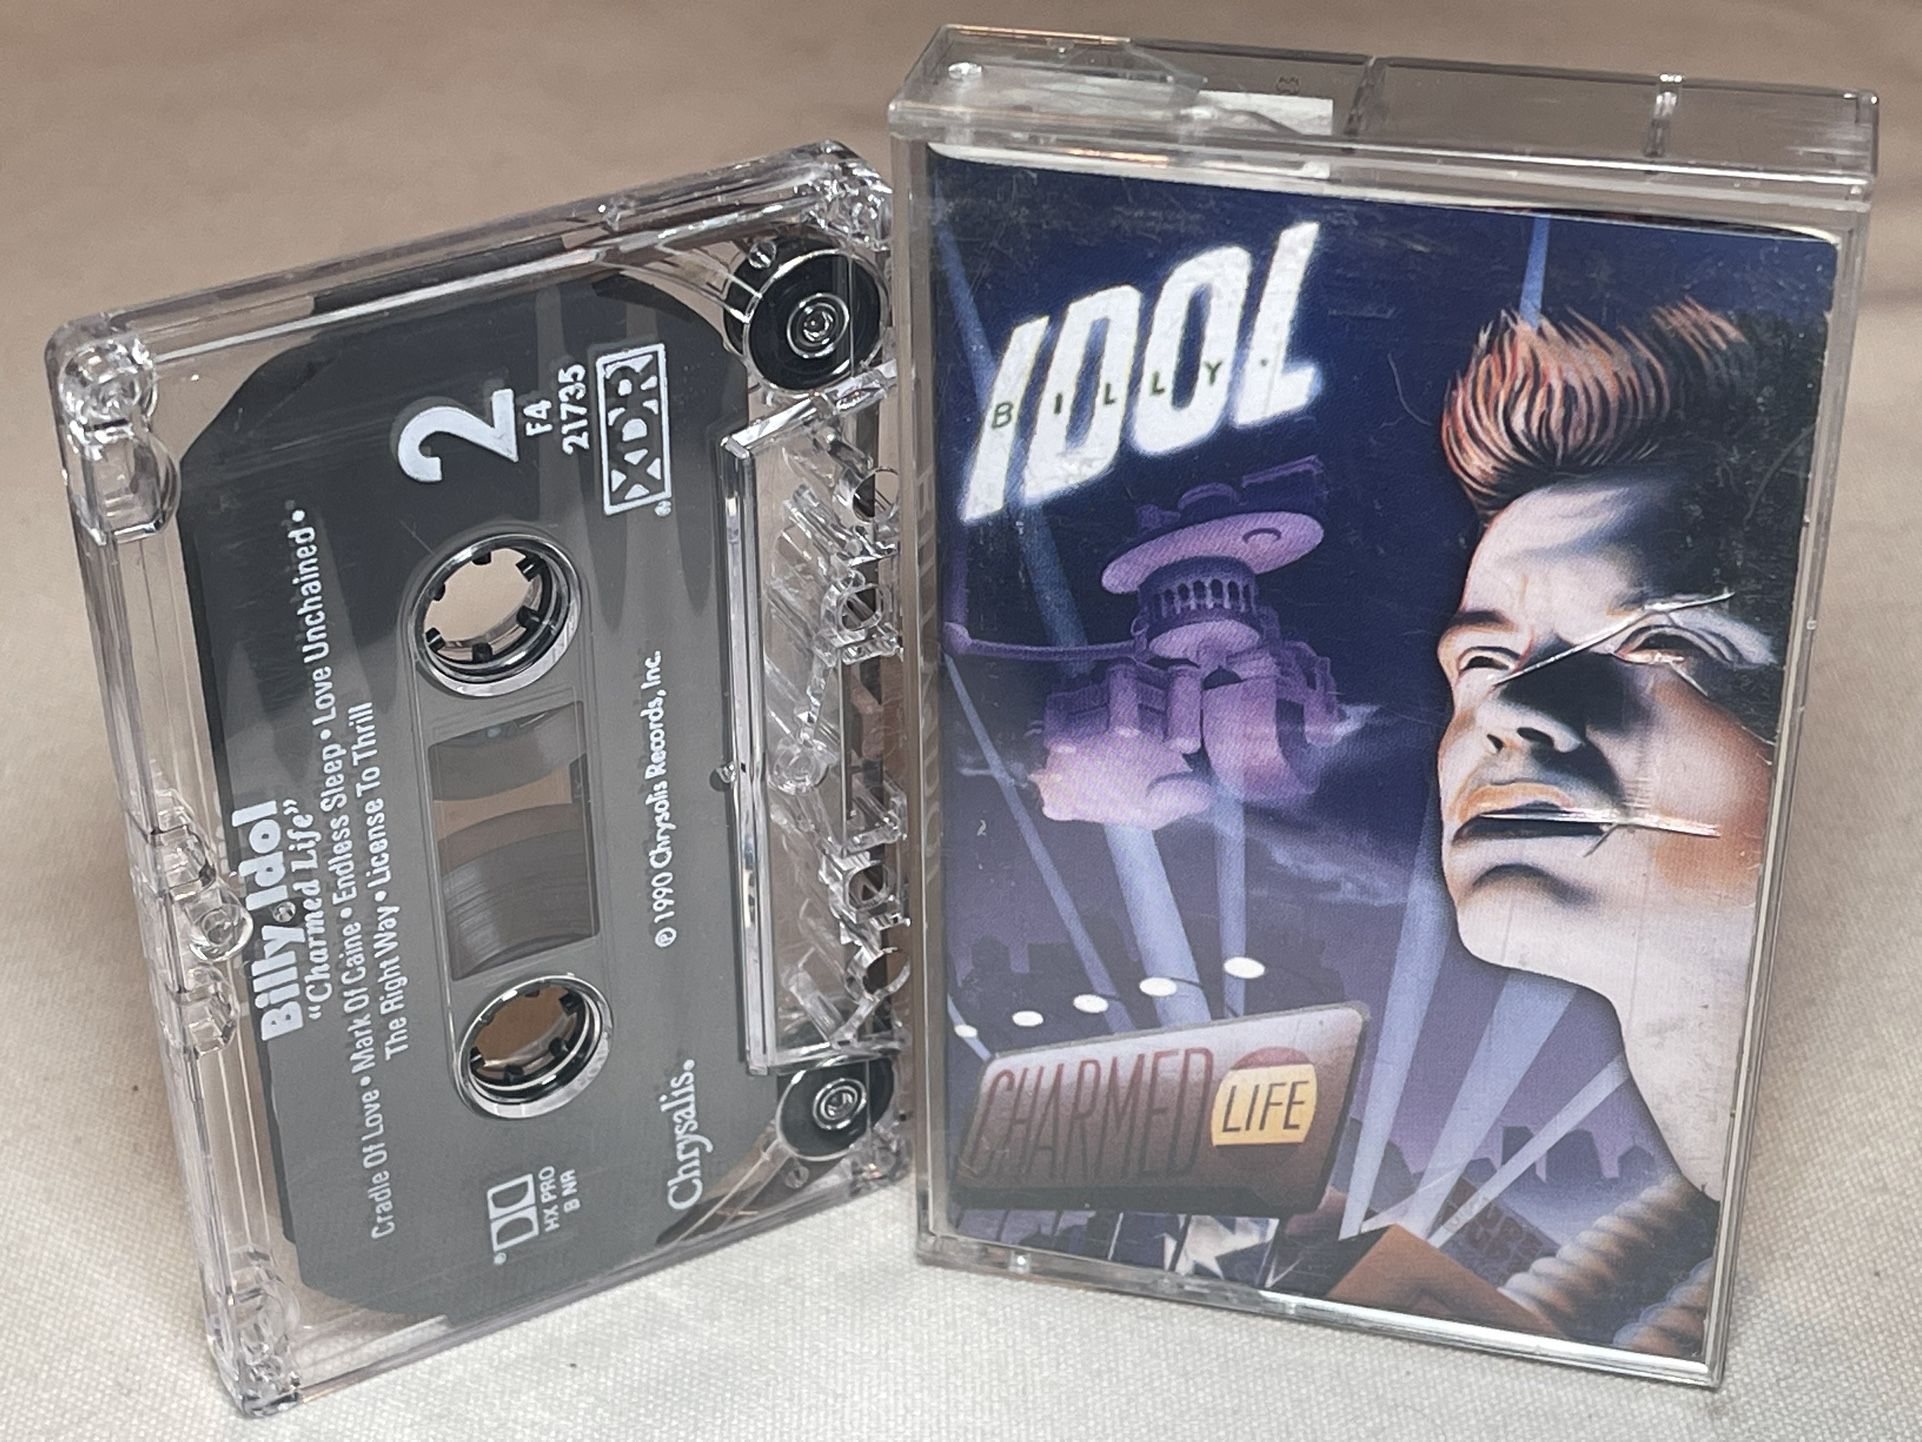 2
F4
21735
XDR®
Billy Idol
"Charmed Life"
Cradle Of Love • Mark Of Caine • Endless Sleep • Love Unchained •
The Right Way • License To Thrill
℗ 1990 Chrysalis Records, Inc.
Chrysalis®
HX PRO
B NR
IDOL
BILLY
CHARMED
LIFE